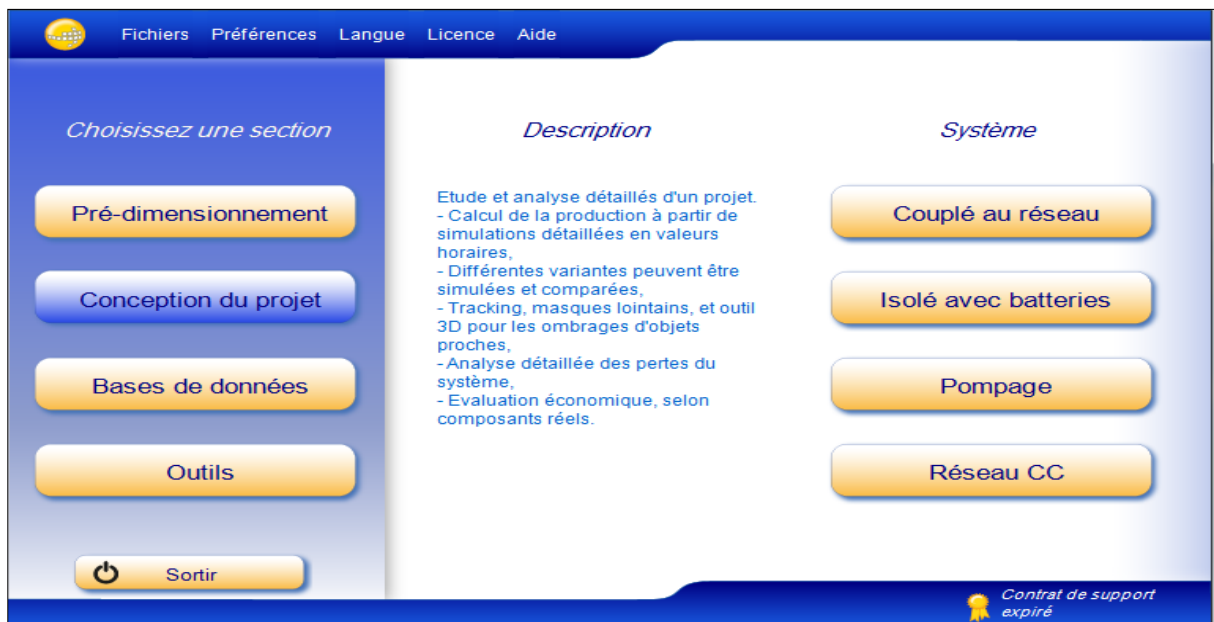 Fichiers Préférences Langue Licence Aide
Choisissez une section
Pré-dimensionnement
Conception du projet
Bases de données
Outils
Sortir
Description
Etude et analyse détaillés d'un projet.
- Calcul de la production à partir de
simulations détaillées en valeurs
horaires,
- Différentes variantes peuvent être
simulées et comparées,
- Tracking, masques lointains, et outil
3D pour les ombrages d'objets
proches,
- Analyse détaillée des pertes du
système,
- Evaluation économique, selon
composants réels.
Système
Couplé au réseau
Isolé avec batteries
Pompage
Réseau CC
Contrat de support
expiré